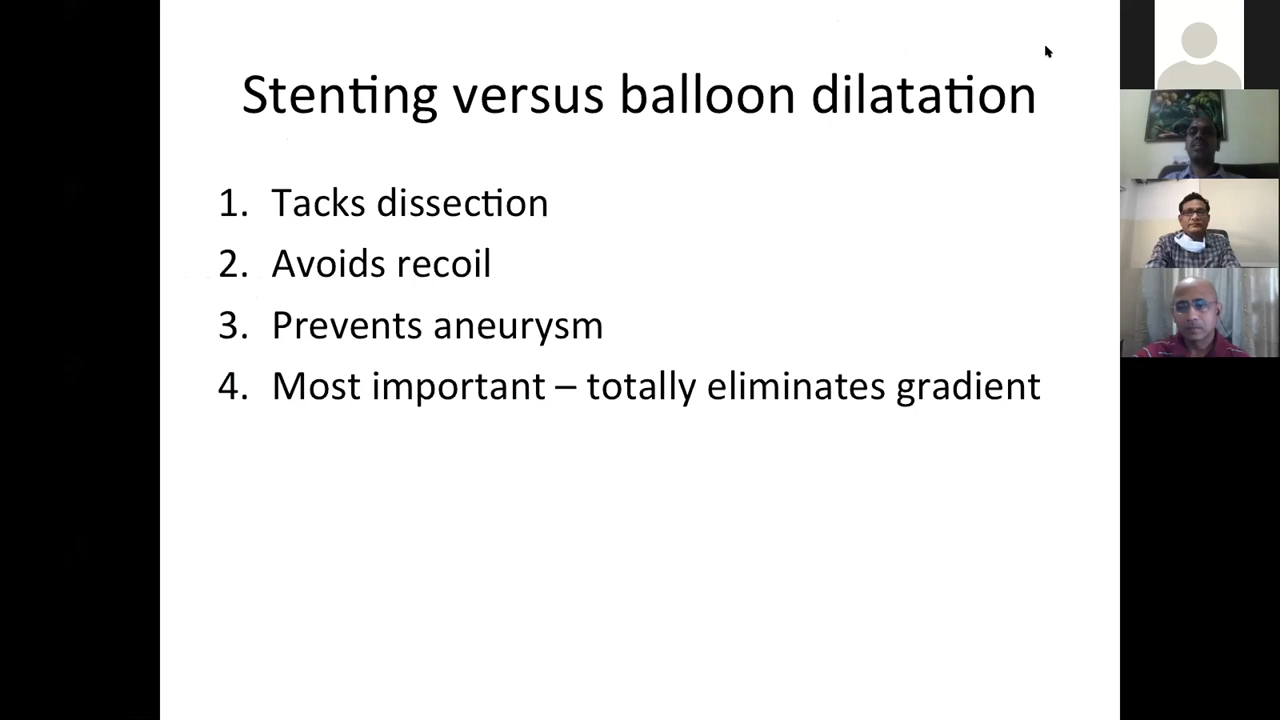 Stenting versus balloon dilatation
1. Tacks dissection
2. Avoids recoil
3. Prevents aneurysm
4. Most important – totally eliminates gradient